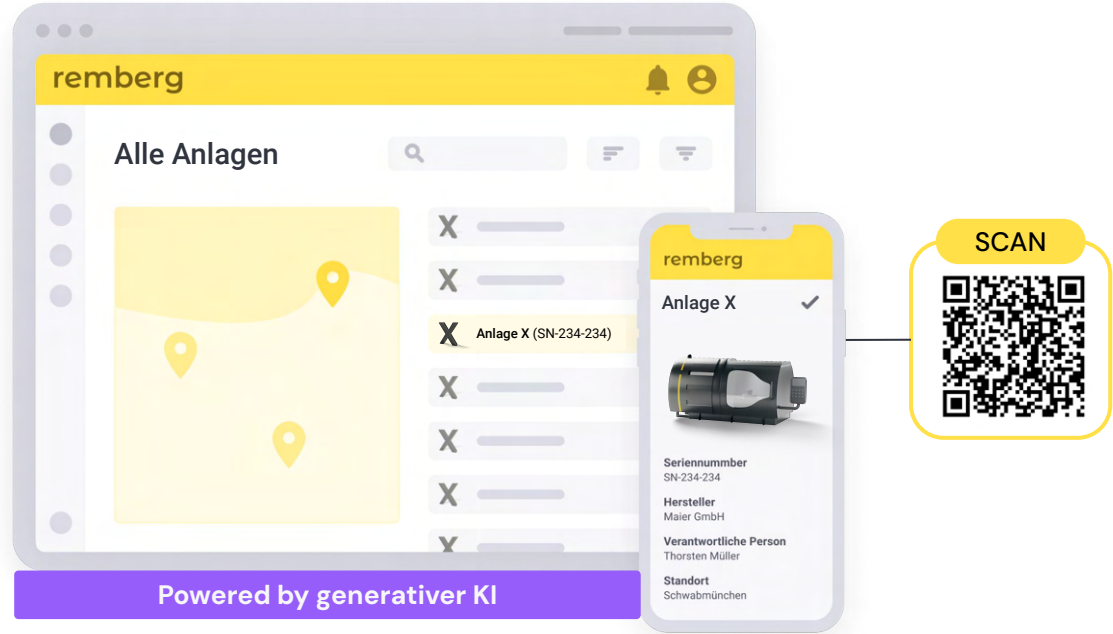 remberg
Alle Anlagen
Anlage X (SN-234-234)
Powered by generativer KI
remberg
Anlage X
Seriennummber
SN-234-234
Hersteller
Maier GmbH
Verantwortliche Person
Thorsten Müller
Standort
Schwabmünchen
SCAN